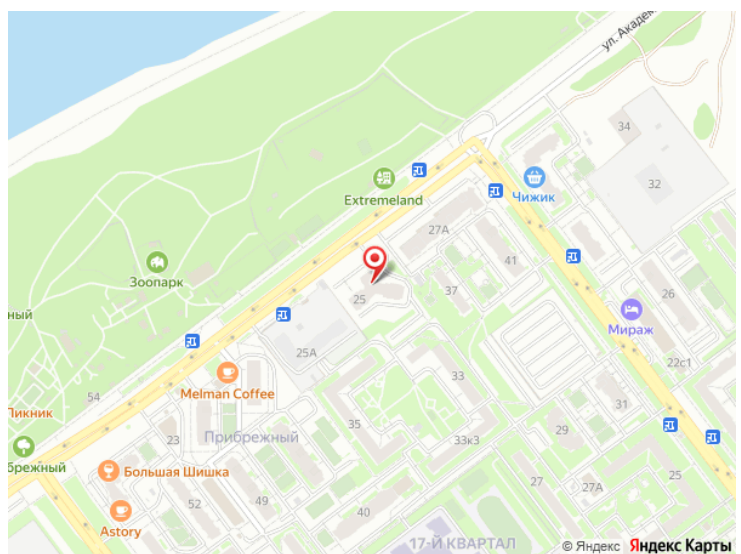 ул. Акаде
34
32
Чижик
Extremeland
27А
41
Зоопарк
25
37
26
ный
Мираж
25А
22с1
54
Melman Coffee
33
31
Пикник
23
35
Прибрежный
33к3
29
брежный
Большая Шишка
25
52
49
27
27А
Astory
40
17-Й КВАРТАЛ
© Яндекс Яндекс Карты